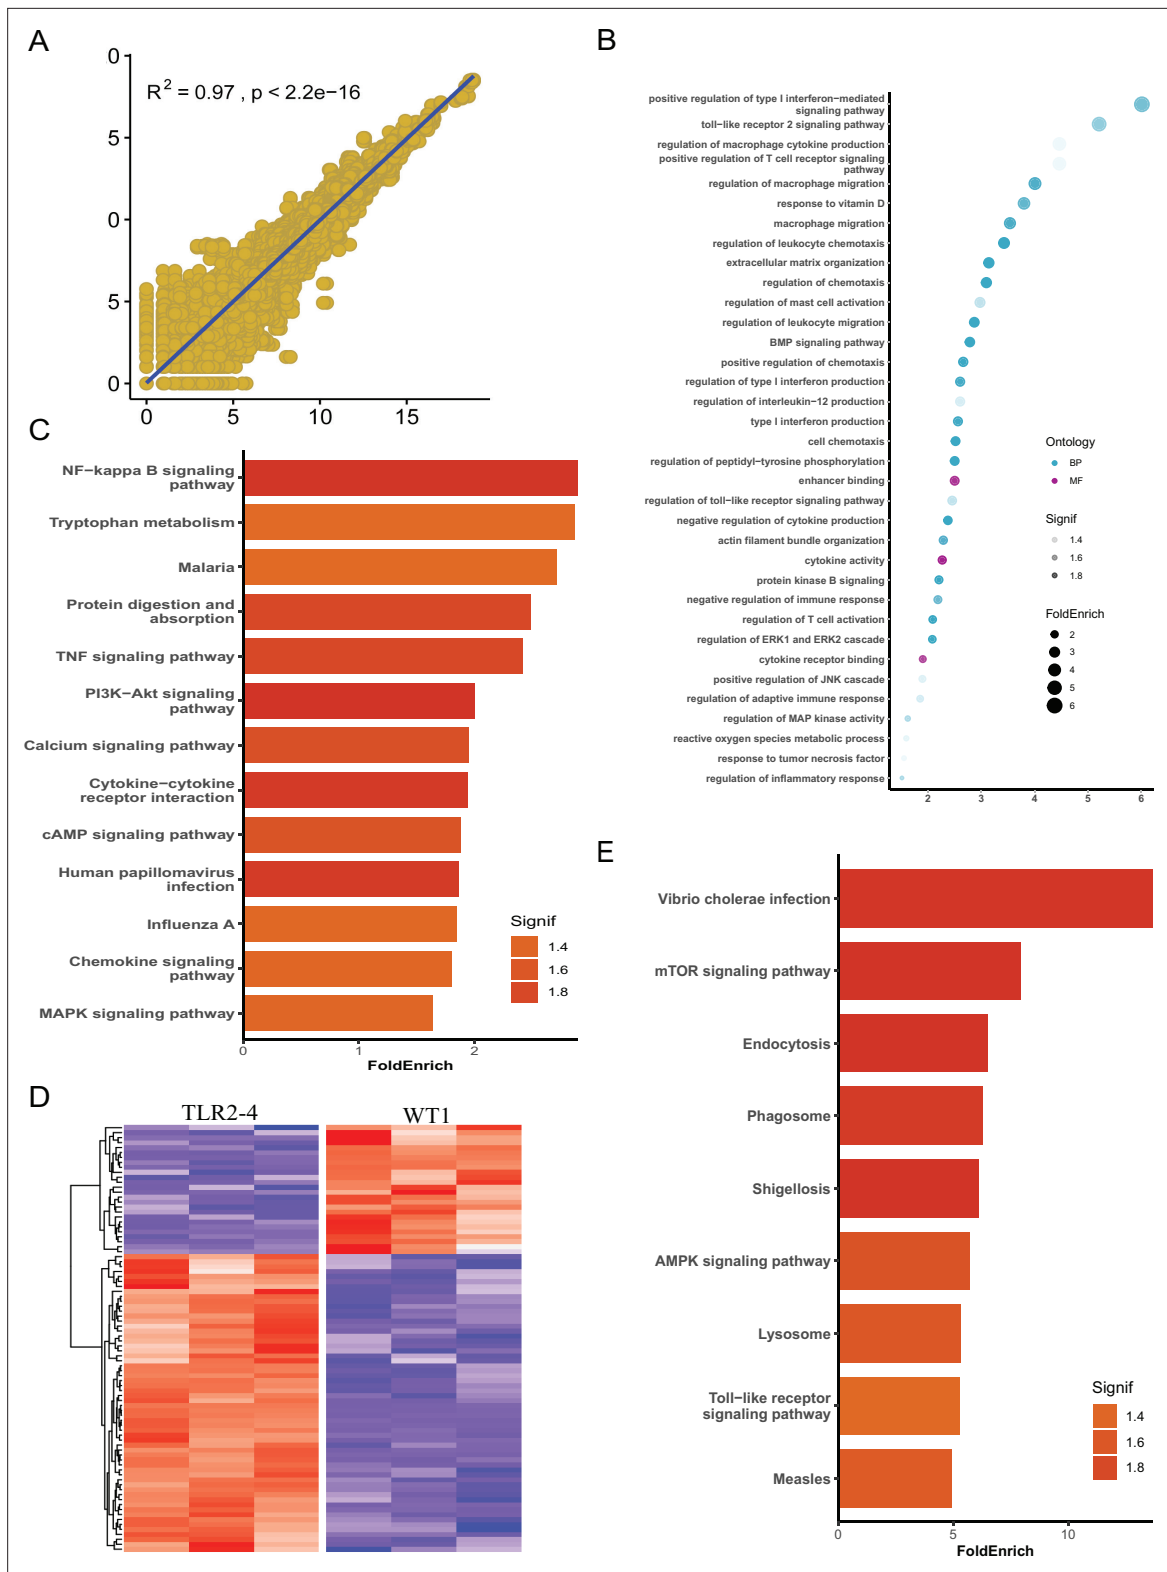 A
0
5
0
5
0
R2 = 0.97 , p < 2.2e−16
0
5
10
15
B
positive regulation of type I interferon−mediated
signaling pathway
toll−like receptor 2 signaling pathway
regulation of macrophage cytokine production
positive regulation of T cell receptor signaling
pathway
regulation of macrophage migration
response to vitamin D
macrophage migration
regulation of leukocyte chemotaxis
extracellular matrix organization
regulation of chemotaxis
regulation of mast cell activation
regulation of leukocyte migration
BMP signaling pathway
positive regulation of chemotaxis
regulation of type I interferon production
regulation of interleukin−12 production
type I interferon production
cell chemotaxis
regulation of peptidyl−tyrosine phosphorylation
enhancer binding
regulation of toll−like receptor signaling pathway
negative regulation of cytokine production
actin filament bundle organization
cytokine activity
protein kinase B signaling
negative regulation of immune response
regulation of T cell activation
regulation of ERK1 and ERK2 cascade
cytokine receptor binding
positive regulation of JNK cascade
regulation of adaptive immune response
regulation of MAP kinase activity
reactive oxygen species metabolic process
response to tumor necrosis factor
regulation of inflammatory response
2
3
4
5
6
Ontology
BP
MF
Signif
1.4
1.6
1.8
FoldEnrich
2
3
4
5
6
C
NF−kappa B signaling
pathway
Tryptophan metabolism
Malaria
Protein digestion and
absorption
TNF signaling pathway
PI3K−Akt signaling
pathway
Calcium signaling pathway
Cytokine−cytokine
receptor interaction
cAMP signaling pathway
Human papillomavirus
infection
Influenza A
Chemokine signaling
pathway
MAPK signaling pathway
0
1
2
FoldEnrich
Signif
1.4
1.6
1.8
D
TLR2-4
WT1
E
Vibrio cholerae infection
mTOR signaling pathway
Endocytosis
Phagosome
Shigellosis
AMPK signaling pathway
Lysosome
Toll−like receptor
signaling pathway
Measles
0
5
10
FoldEnrich
Signif
1.4
1.6
1.8